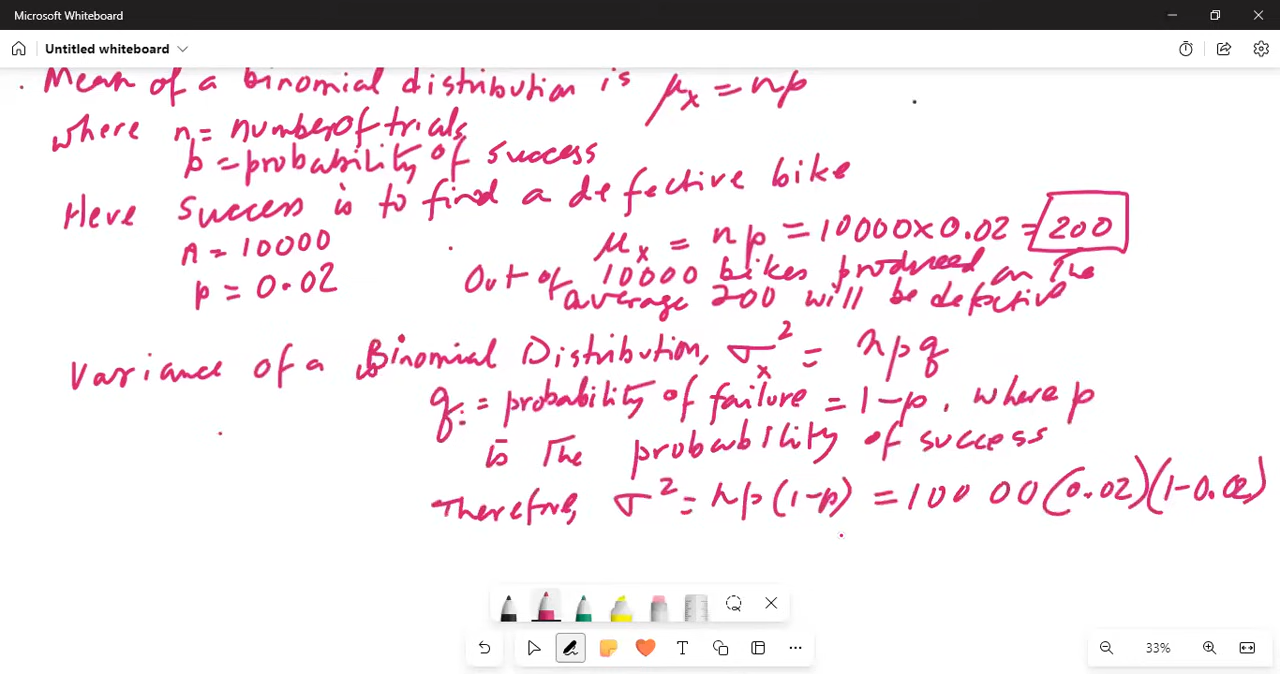 Microsoft Whiteboard
Untitled whiteboard
Mean of a binomial distribution is μx = np
where n = number of trials
p = probability of success
Here Success is to find a defective bike
n = 10000
p = 0.02
μx = np = 10000×0.02 = 200
Out of 10000 bikes produced on the
average 200 will be defective
Variance of a Binomial Distribution, σx² = npq
q = probability of failure = 1-p, where p
is the probability of success
Therefore, σ² = np(1-p) = 10000(0.02)(1-0.02)
33%